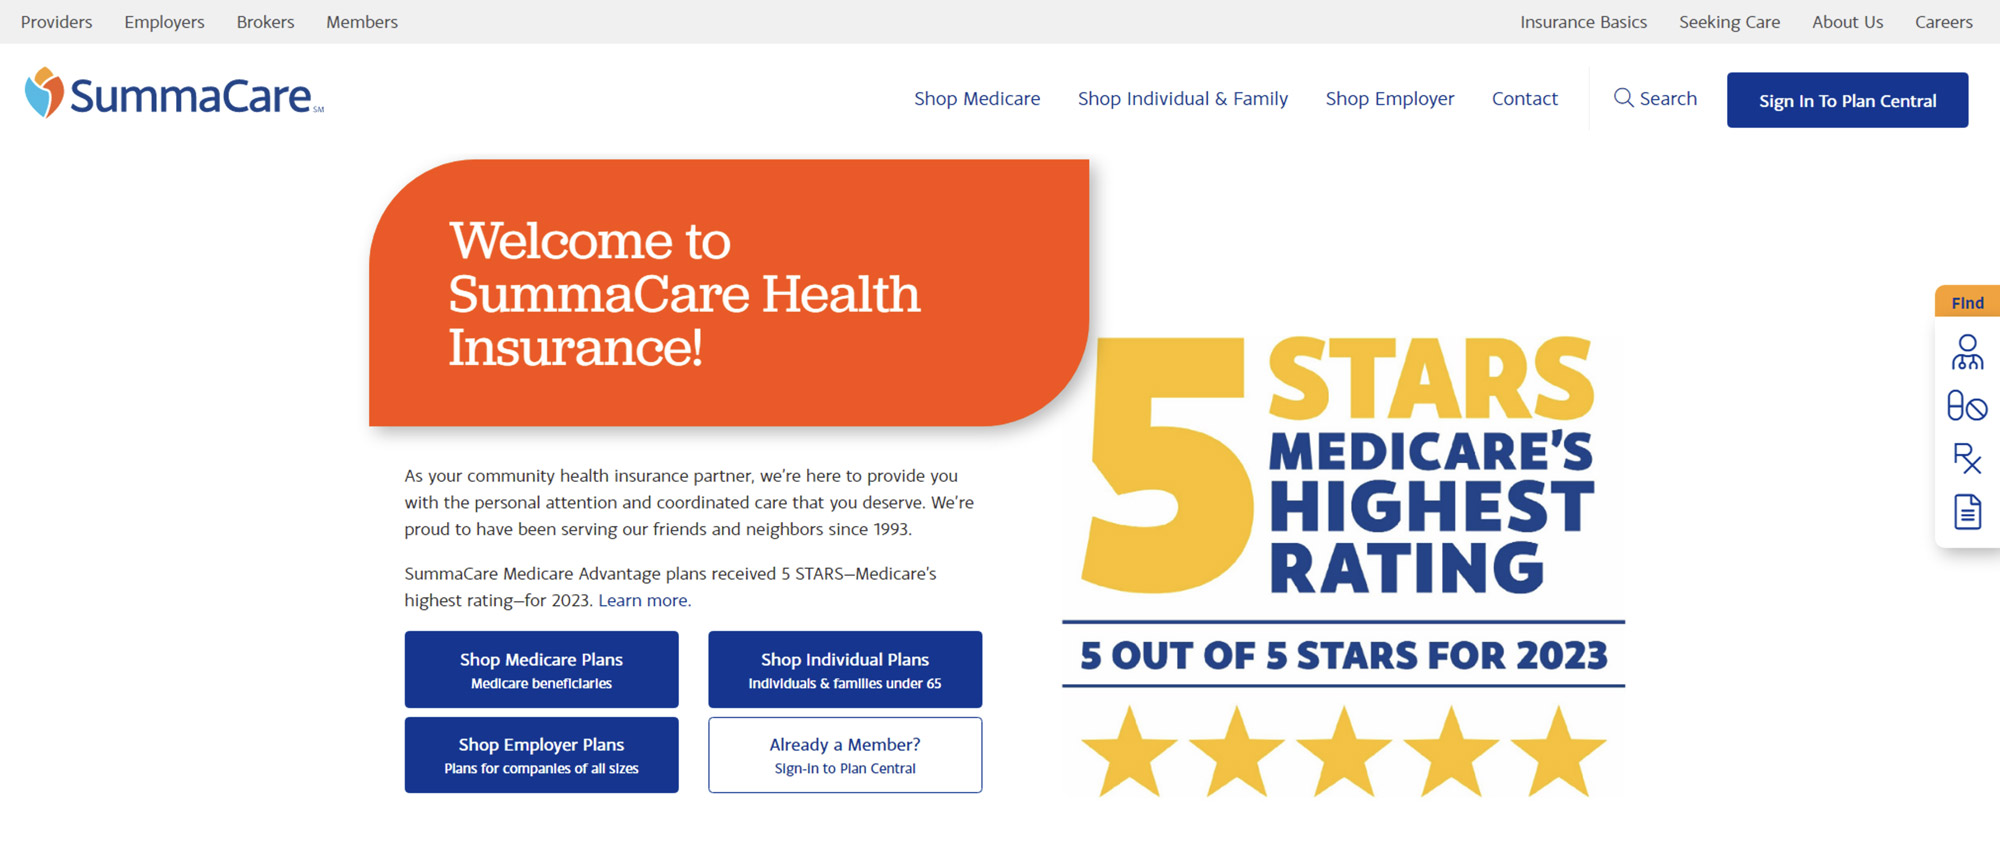 Providers Employers Brokers Members Insurance Basics Seeking Care About Us Careers
SummaCare SM
Shop Medicare Shop Individual & Family Shop Employer Contact Search Sign In To Plan Central
Welcome to
SummaCare Health
Insurance!
As your community health insurance partner, we're here to provide you
with the personal attention and coordinated care that you deserve. We're
proud to have been serving our friends and neighbors since 1993.
SummaCare Medicare Advantage plans received 5 STARS—Medicare's
highest rating—for 2023. Learn more.
Shop Medicare Plans
Medicare beneficiaries
Shop Individual Plans
Individuals & families under 65
Shop Employer Plans
Plans for companies of all sizes
Already a Member?
Sign-in to Plan Central
5 STARS
MEDICARE'S
HIGHEST
RATING
5 OUT OF 5 STARS FOR 2023
Find
Rx